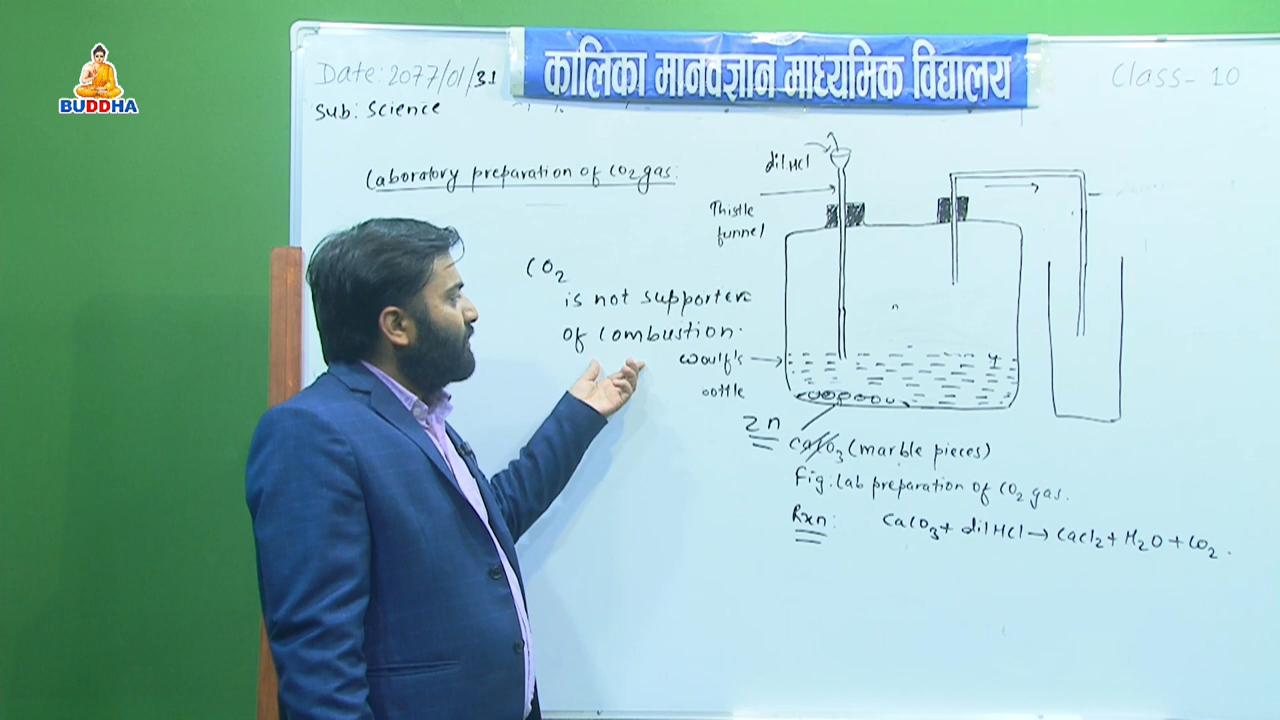 BUDDHA
कालिका मानवज्ञान माध्यमिक विद्यालय
Date: 2077/01/31
Class- 10
Sub: Science
Laboratory preparation of CO2 gas:
dil.HCl
Thistle
funnel
CO2
is not supporter
of combustion.
Woulf's
bottle
Zn
CaCO3 (marble pieces)
Fig: Lab preparation of CO2 gas.
Rxn: CaCO3 + dil HCl → CaCl2 + H2O + CO2.